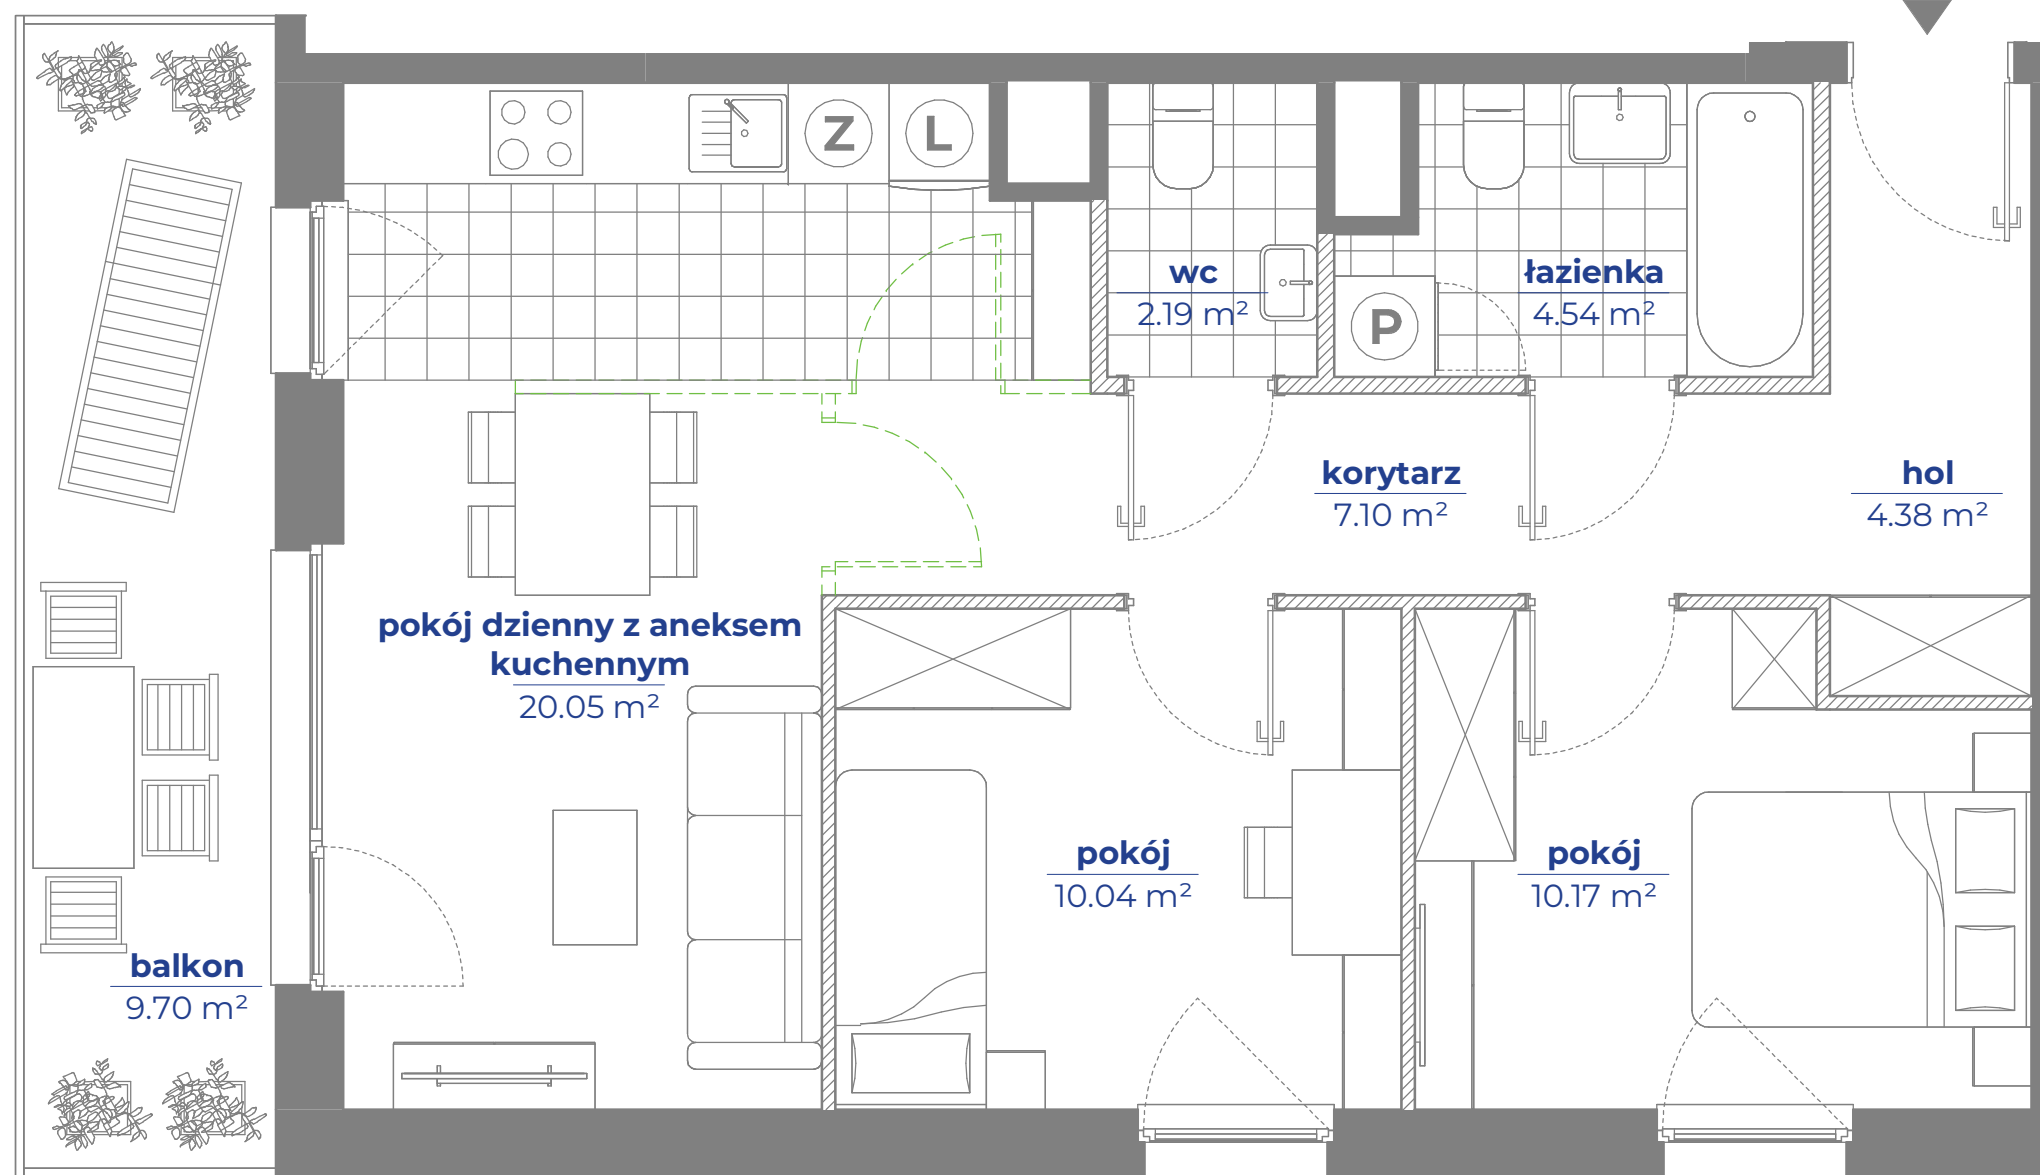 Z
L
wc
2.19 m²
łazienka
4.54 m²
P
korytarz
7.10 m²
hol
4.38 m²
pokój dzienny z aneksem
kuchennym
20.05 m²
pokój
10.04 m²
pokój
10.17 m²
balkon
9.70 m²